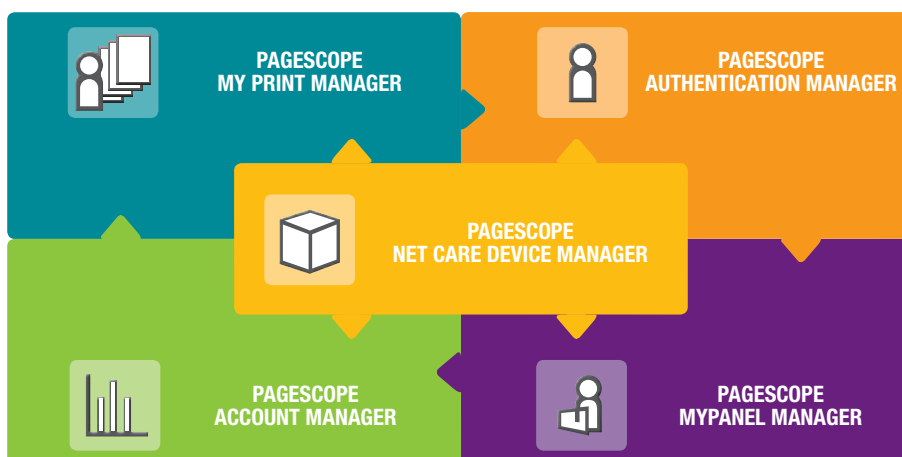 PAGESCOPE
MY PRINT MANAGER
PAGESCOPE
AUTHENTICATION MANAGER
PAGESCOPE
NET CARE DEVICE MANAGER
PAGESCOPE
ACCOUNT MANAGER
PAGESCOPE
MYPANEL MANAGER